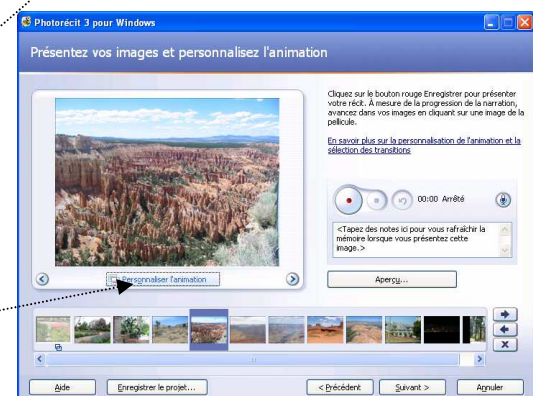 Photorécit 3 pour Windows
Présentez vos images et personnalisez l'animation
Cliquez sur le bouton rouge Enregistrer pour présenter
votre récit. À mesure de la progression de la narration,
avancez dans vos images en cliquant sur une image de la
pellicule.
En savoir plus sur la personnalisation de l'animation et la
sélection des transitions
00:00 Arrêté
<Tapez des notes ici pour vous rafraîchir la
mémoire lorsque vous présentez cette
image.>
Personnaliser l'animation
Aperçu...
Aide
Enregistrer le projet...
< Précédent
Suivant >
Annuler